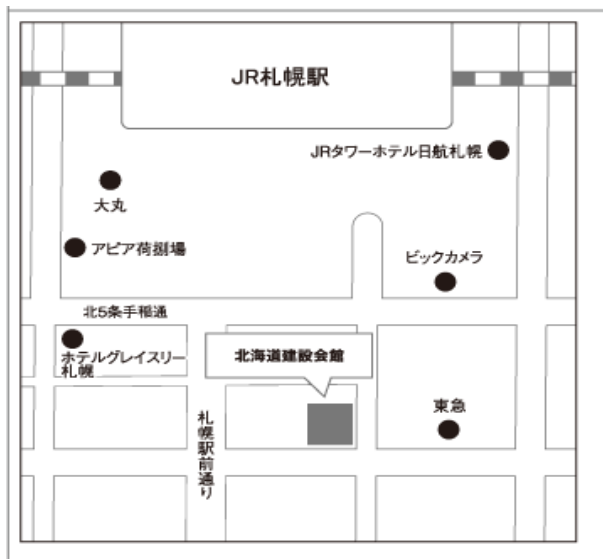 JR札幌駅
JRタワーホテル日航札幌
大丸
アピア荷捌場
ビックカメラ
北5条手稲通
ホテルグレイスリー
札幌
北海道建設会館
東急
札幌駅前通り